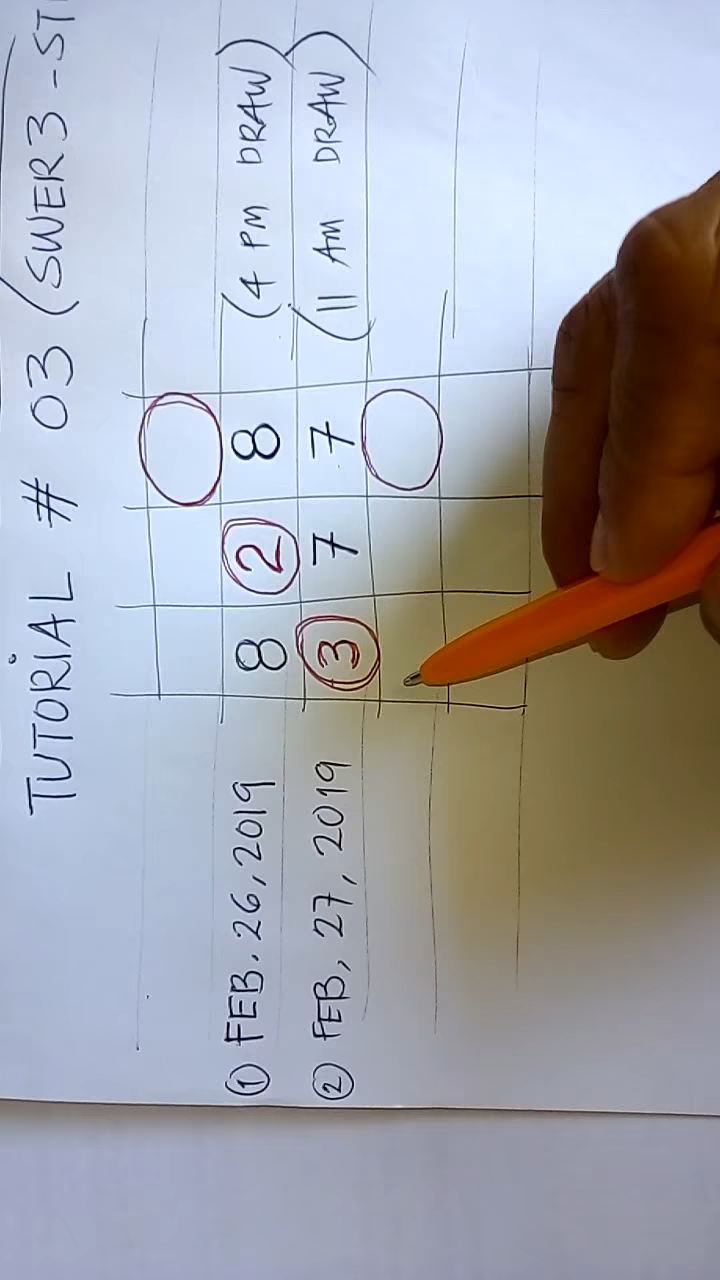 TUTORIAL # 03 (SWER3-ST
① FEB. 26, 2019 8 2 8 (4 PM DRAW)
② FEB, 27, 2019 3 7 7 (11 AM DRAW)